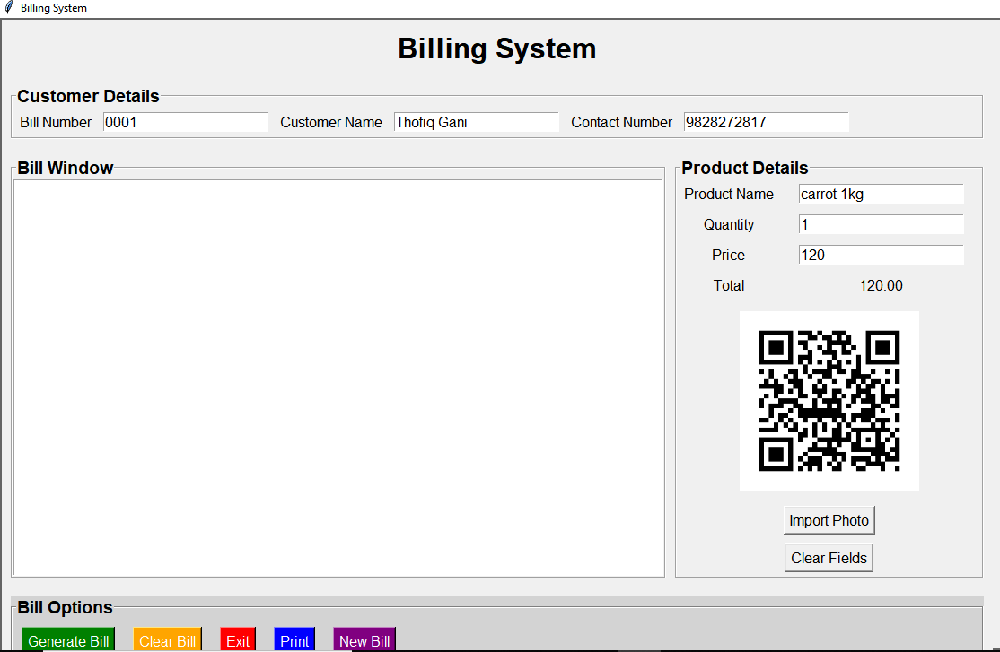 Billing System
Billing System
Customer Details
Bill Number 0001 Customer Name Thofiq Gani Contact Number 9828272817
Bill Window
Product Details
Product Name carrot 1kg
Quantity 1
Price 120
Total 120.00
Import Photo
Clear Fields
Bill Options
Generate Bill Clear Bill Exit Print New Bill